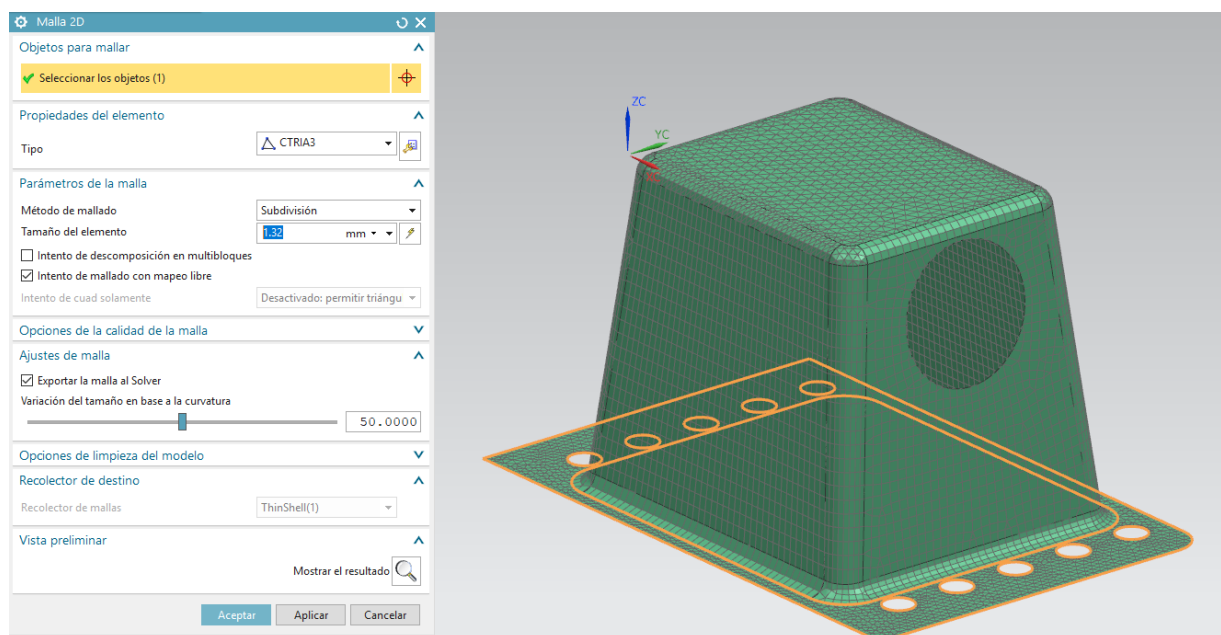 Malla 2D
Objetos para mallar
Seleccionar los objetos (1)
Propiedades del elemento
Tipo
CTRIA3
Parámetros de la malla
Método de mallado
Subdivisión
Tamaño del elemento
1.32 mm
Intento de descomposición en multibloques
Intento de mallado con mapeo libre
Intento de cuad solamente
Desactivado: permitir triángu
Opciones de la calidad de la malla
Ajustes de malla
Exportar la malla al Solver
Variación del tamaño en base a la curvatura
50.0000
Opciones de limpieza del modelo
Recolector de destino
Recolector de mallas
ThinShell(1)
Vista preliminar
Mostrar el resultado
Aceptar
Aplicar
Cancelar
ZC
YC